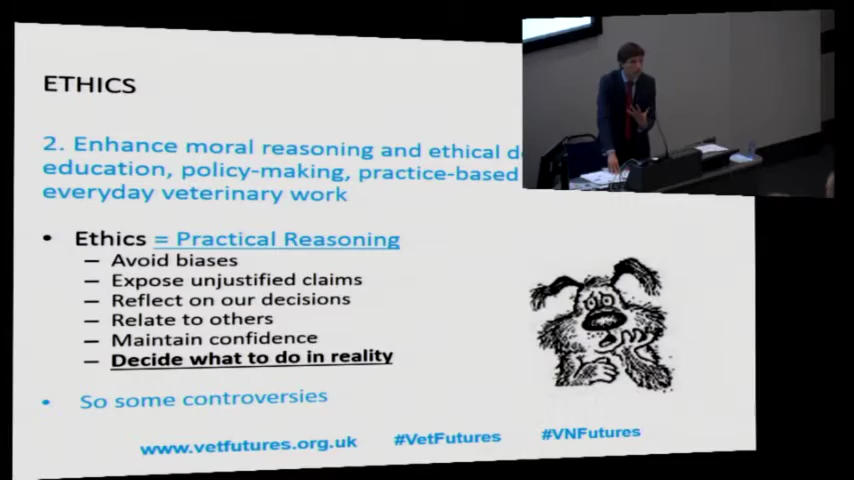 ETHICS
2. Enhance moral reasoning and ethical
education, policy-making, practice-based
everyday veterinary work
• Ethics = Practical Reasoning
– Avoid biases
– Expose unjustified claims
– Reflect on our decisions
– Relate to others
– Maintain confidence
– Decide what to do in reality
• So some controversies
www.vetfutures.org.uk #VetFutures #VNFutures